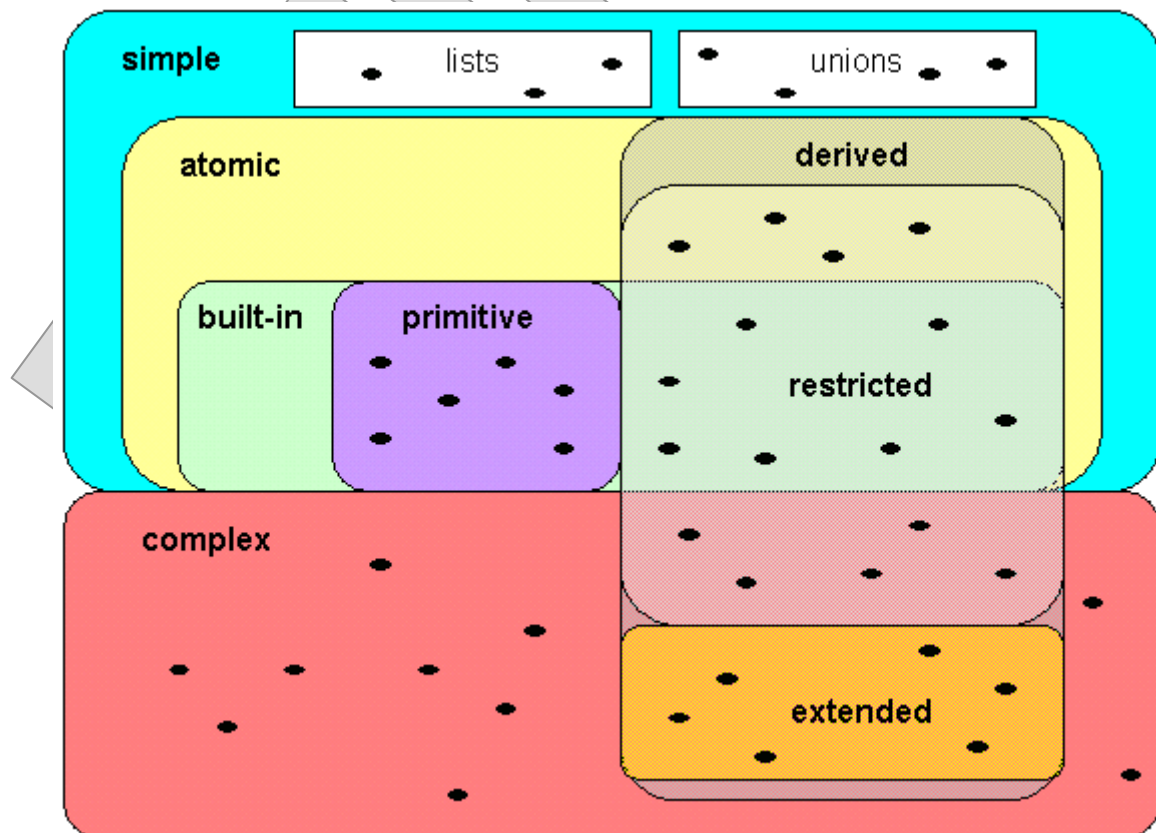 simple
lists
unions
atomic
derived
built-in
primitive
restricted
complex
extended